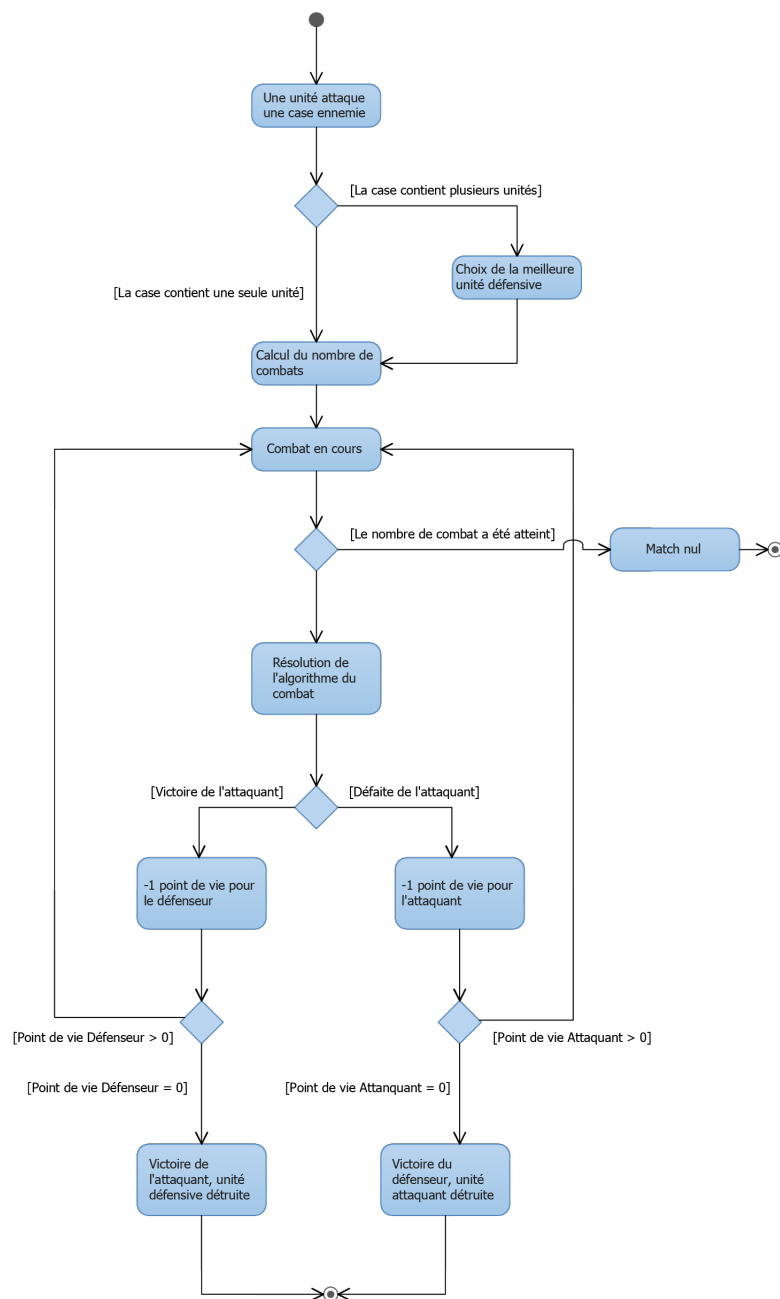 Une unité attaque
une case ennemie
[La case contient plusieurs unités]
Choix de la meilleure
unité défensive
[La case contient une seule unité]
Calcul du nombre de
combats
Combat en cours
[Le nombre de combat a été atteint]
Match nul
Résolution de
l'algorithme du
combat
[Victoire de l'attaquant]
[Défaite de l'attaquant]
-1 point de vie pour
le défenseur
-1 point de vie pour
l'attaquant
[Point de vie Défenseur > 0]
[Point de vie Attaquant > 0]
[Point de vie Défenseur = 0]
[Point de vie Attanquant = 0]
Victoire de
l'attaquant, unité
défensive détruite
Victoire du
défenseur, unité
attaquant détruite